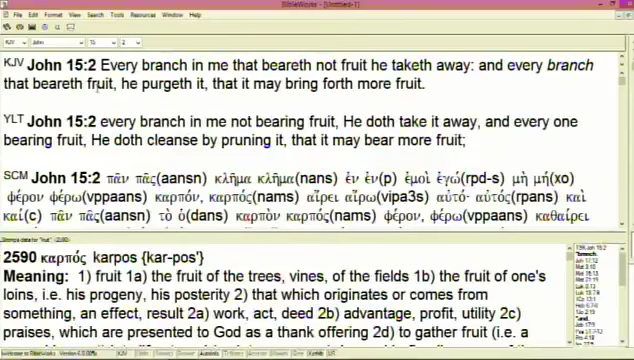 BibleWorks - [Untitled-1]
File Edit Format View Search Tools Resources Window Help
KJV John 15 2
KJV John 15:2 Every branch in me that beareth not fruit he taketh away: and every branch
that beareth fruit, he purgeth it, that it may bring forth more fruit.
YLT John 15:2 every branch in me not bearing fruit, He doth take it away, and every one
bearing fruit, He doth cleanse by pruning it, that it may bear more fruit;
SCM John 15:2 πᾶν πᾶς(aansn) κλῆμα κλῆμα(nans) ἐν ἐν(p) ἐμοὶ ἐγώ(rpd-s) μὴ μή(xo)
φέρον φέρω(vppaans) καρπόν, καρπός(nams) αἴρει αἴρω(vipa3s) αὐτό· αὐτός(rpans) καὶ
καί(c) πᾶν πᾶς(aansn) τὸ ὁ(dans) καρπὸν καρπός(nams) φέρον, φέρω(vppaans) καθαίρει
2590 καρπός karpos {kar-pos'}
Meaning: 1) fruit 1a) the fruit of the trees, vines, of the fields 1b) the fruit of one's
loins, i.e. his progeny, his posterity 2) that which originates or comes from
something, an effect, result 2a) work, act, deed 2b) advantage, profit, utility 2c)
praises, which are presented to God as a thank offering 2d) to gather fruit (i.e. a
Welcome to BibleWorks